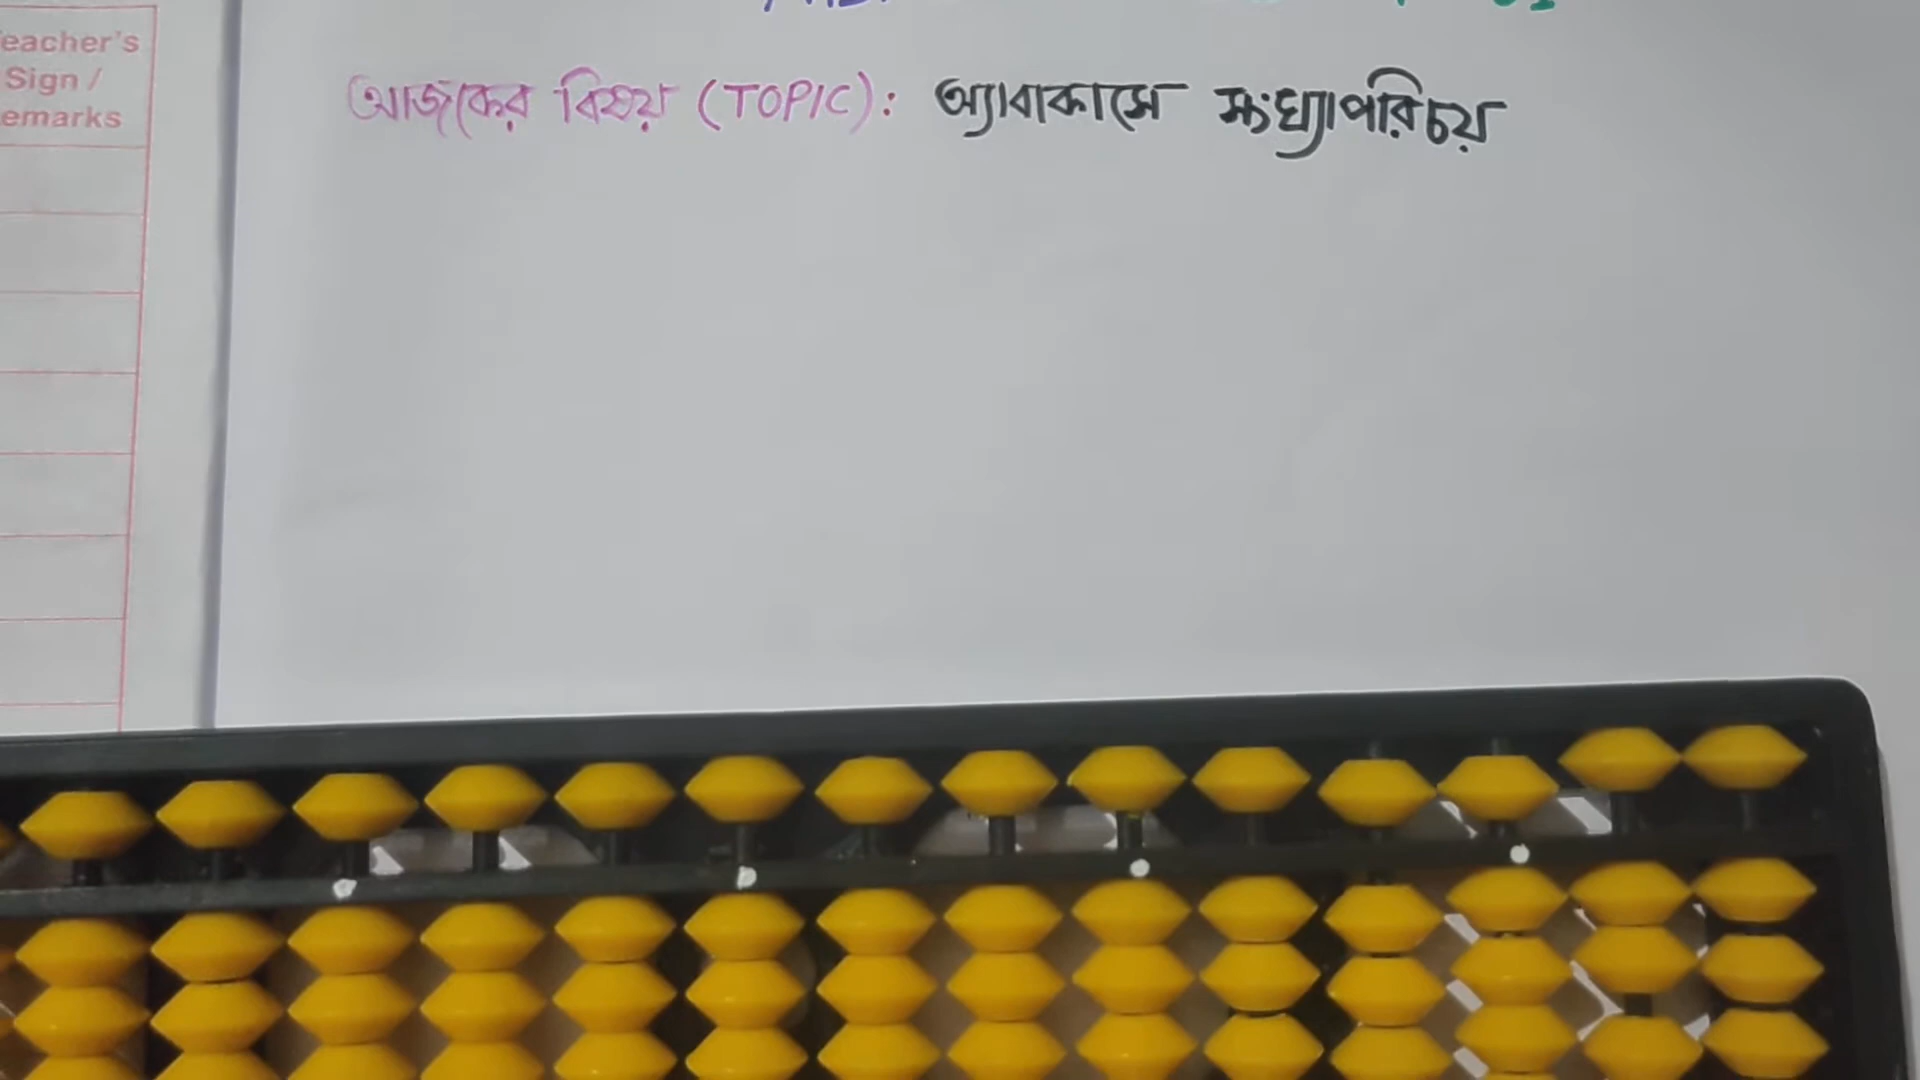 eacher's
Sign /
emarks
আজকের বিষয় (TOPIC): অ্যাবাকাসে সংখ্যাপরিচয়